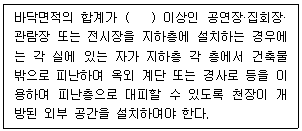 바닥면적의 합계가 (   ) 이상인 공연장·집회장·
관람장 또는 전시장을 지하층에 설치하는 경우에
는 각 실에 있는 자가 지하층 각 층에서 건축물
밖으로 피난하며 옥외 계단 또는 경사로 등을 이
용하여 피난층으로 대피할 수 있도록 천장이 개
방된 외부 공간을 설치하며야 한다.